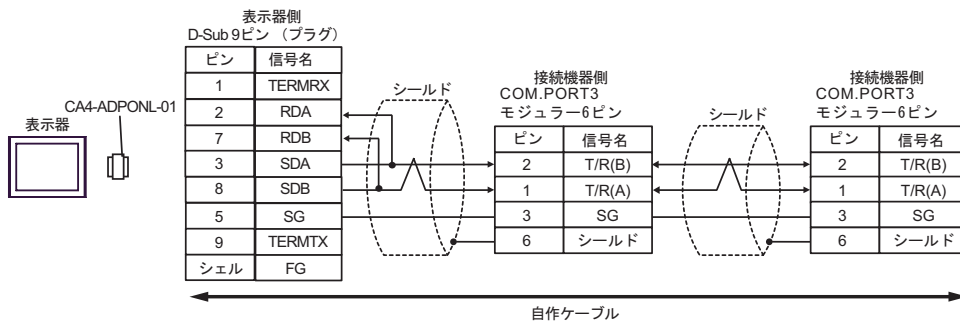 表示器側
D-Sub 9ピン （プラグ）
ピン 信号名
1 TERMRX
2 RDA
7 RDB
3 SDA
8 SDB
5 SG
9 TERMTX
シェル FG
CA4-ADPONL-01
表示器
シールド
接続機器側
COM.PORT3
モジュラー6ピン
ピン 信号名
2 T/R(B)
1 T/R(A)
3 SG
6 シールド
シールド
接続機器側
COM.PORT3
モジュラー6ピン
ピン 信号名
2 T/R(B)
1 T/R(A)
3 SG
6 シールド
自作ケーブル